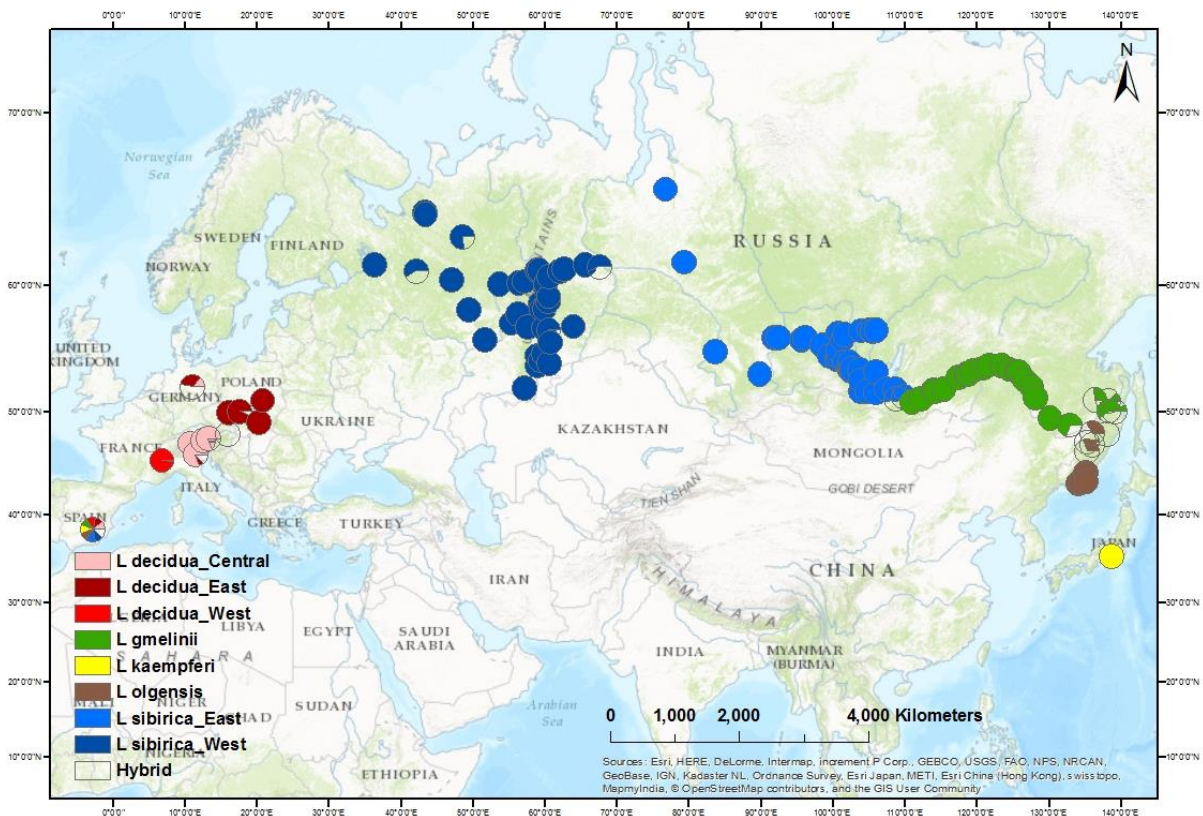 0°0'0" 10°0'0"E 20°0'0"E 30°0'0"E 40°0'0"E 50°0'0"E 60°0'0"E 70°0'0"E 80°0'0"E 90°0'0"E 100°0'0"E 110°0'0"E 120°0'0"E 130°0'0"E 140°0'0"E
N
70°0'0"N 70°0'0"N
Norwegian
Sea
SWEDEN
FINLAND
RUSSIA
NORWAY
60°0'0"N 60°0'0"N
UNITED
KINGDOM
POLAND
GERMANY
UKRAINE
50°0'0"N 50°0'0"N
KAZAKHSTAN
FRANCE
MONGOLIA
ITALY
TIEN SHAN
GOBI DESERT
SPAIN
GREECE
TURKEY
40°0'0"N 40°0'0"N
JAPAN
CHINA
IRAN
HIMALAYA
30°0'0"N 30°0'0"N
LIBYA
EGYPT
SAUDI
ARABIA
INDIA
MYANMAR
(BURMA)
SAHARA
20°0'0"N 20°0'0"N
MALI
NIGER
SUDAN
Arabian
Sea
10°0'0"N 10°0'0"N
NIGERIA
ETHIOPIA
L decidua_Central
L decidua_East
L decidua_West
L gmelinii
L kaempferi
L olgensis
L sibirica_East
L sibirica_West
Hybrid
0 1,000 2,000 4,000 Kilometers
Sources: Esri, HERE, DeLorme, Intermap, increment P Corp., GEBCO, USGS, FAO, NPS, NRCAN,
GeoBase, IGN, Kadaster NL, Ordnance Survey, Esri Japan, METI, Esri China (Hong Kong), swisstopo,
MapmyIndia, © OpenStreetMap contributors, and the GIS User Community
0°0'0" 10°0'0"E 20°0'0"E 30°0'0"E 40°0'0"E 50°0'0"E 60°0'0"E 70°0'0"E 80°0'0"E 90°0'0"E 100°0'0"E 110°0'0"E 120°0'0"E 130°0'0"E 140°0'0"E